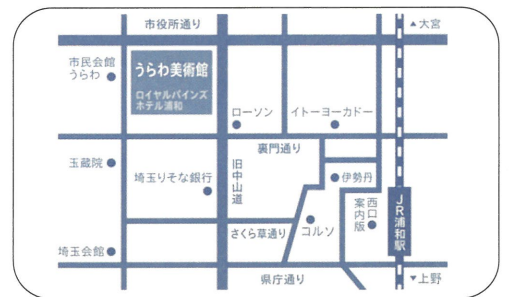 市役所通り
▲大宮
市民会館
うらわ
うらわ美術館
ロイヤルパインズ
ホテル浦和
ローソン
イトーヨーカドー
裏門通り
玉蔵院
埼玉りそな銀行
旧中山道
伊勢丹
西口
案内版
JR浦和駅
さくら草通り
コルソ
埼玉会館
県庁通り
▼上野